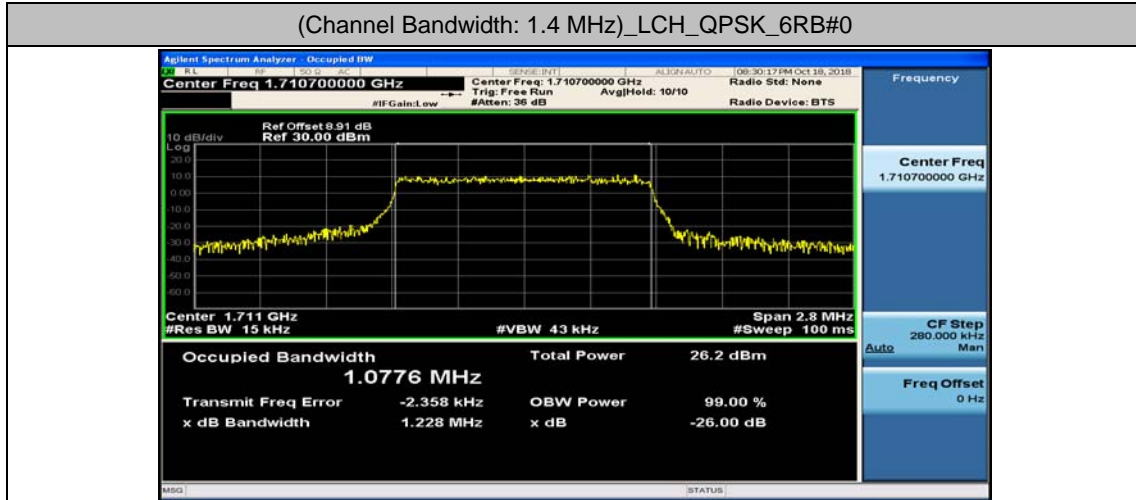 (Channel Bandwidth: 1.4 MHz)_LCH_QPSK_6RB#0
Agilent Spectrum Analyzer - Occupied BW
RL RF 50 Ω AC SENSE:INT ALIGN AUTO 08:30:17 PM Oct 18, 2018
Center Freq 1.710700000 GHz
Center Freq: 1.710700000 GHz
Radio Std: None
Trig: Free Run Avg|Hold: 10/10
#IFGain:Low #Atten: 36 dB
Radio Device: BTS
Ref Offset 8.91 dB
10 dB/div Ref 30.00 dBm
Log
20.0
10.0
0.00
-10.0
-20.0
-30.0
-40.0
-50.0
-60.0
Center 1.711 GHz Span 2.8 MHz
#Res BW 15 kHz #VBW 43 kHz #Sweep 100 ms
Occupied Bandwidth Total Power 26.2 dBm
1.0776 MHz
Transmit Freq Error -2.358 kHz OBW Power 99.00 %
x dB Bandwidth 1.228 MHz x dB -26.00 dB
MSG STATUS
Frequency
Center Freq
1.710700000 GHz
CF Step
280.000 kHz
Auto Man
Freq Offset
0 Hz